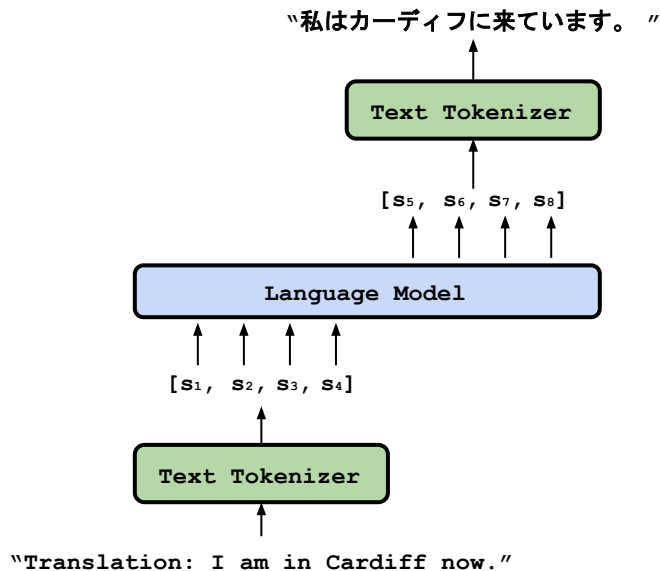 “私はカーディフに来ています。 ”
Text Tokenizer
[s₅, s₆, s₇, s₈]
Language Model
[s₁, s₂, s₃, s₄]
Text Tokenizer
“Translation: I am in Cardiff now.”